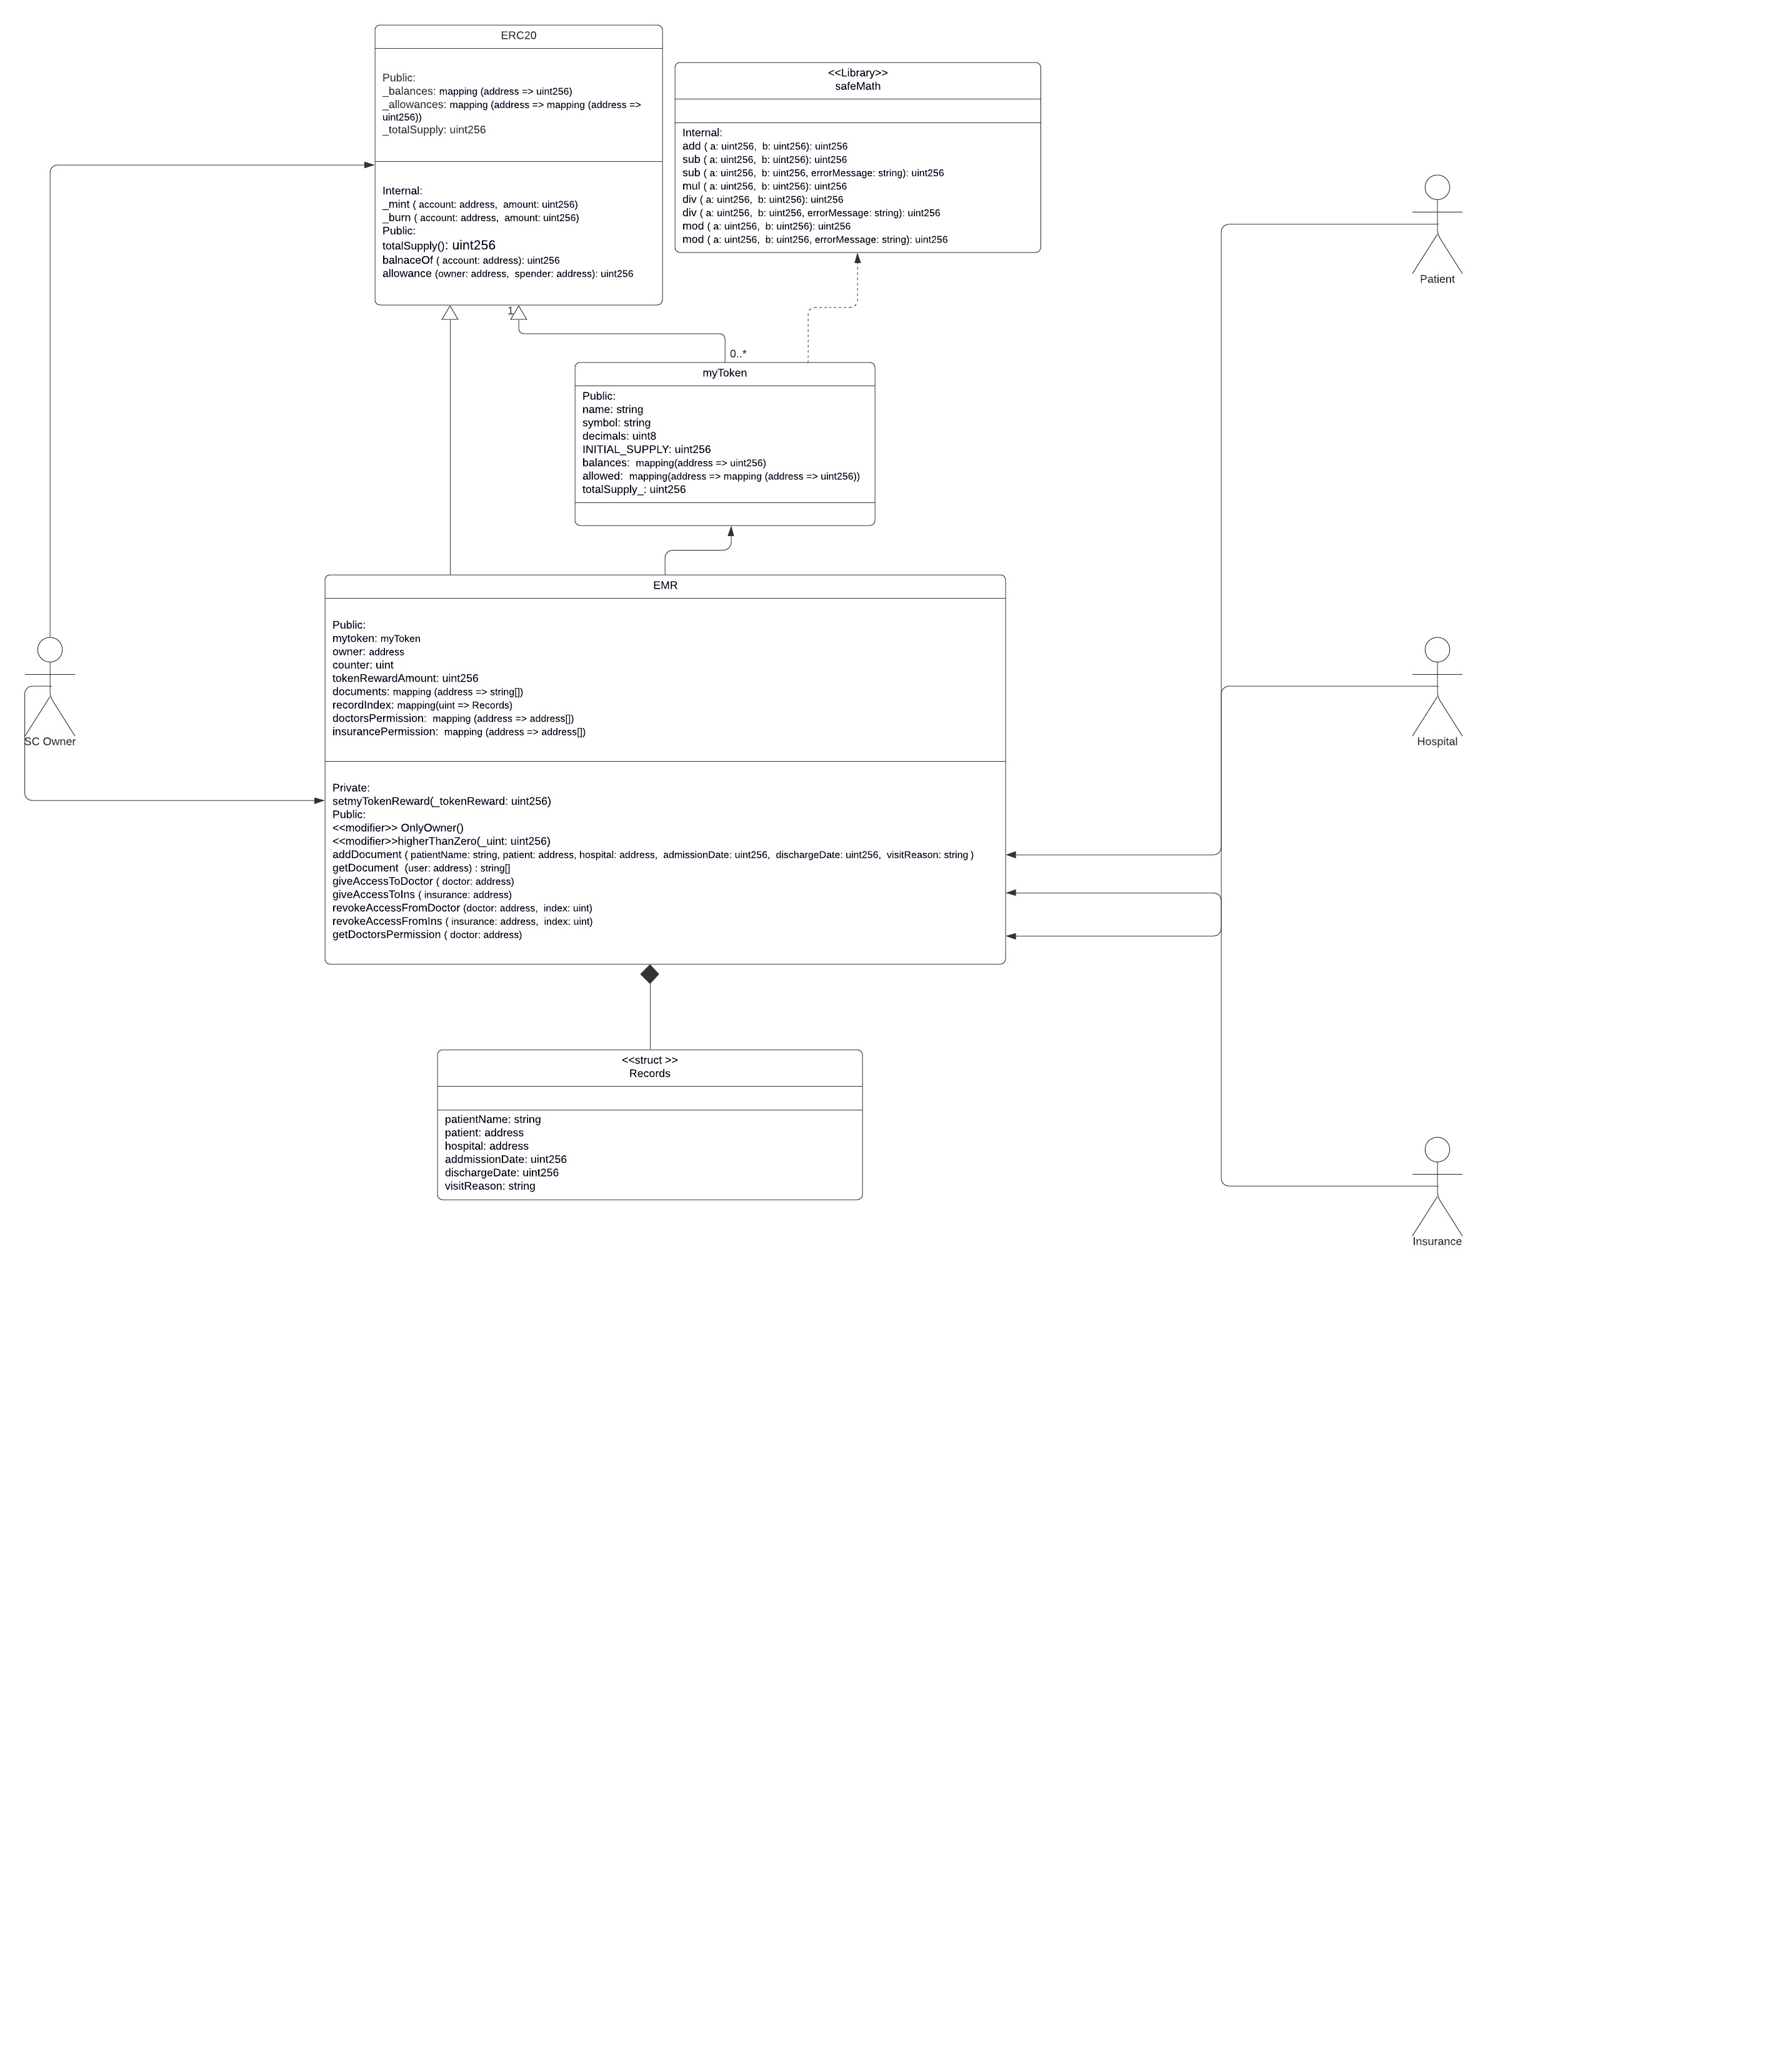 ERC20
Public:
_balances: mapping (address => uint256)
_allowances: mapping (address => mapping (address =>
uint256))
_totalSupply: uint256
Internal:
_mint ( account: address,  amount: uint256)
_burn ( account: address,  amount: uint256)
Public:
totalSupply(): uint256
balnaceOf ( account: address): uint256
allowance (owner: address,  spender: address): uint256
<<Library>>
safeMath
Internal:
add ( a: uint256,  b: uint256): uint256
sub ( a: uint256,  b: uint256): uint256
sub ( a: uint256,  b: uint256, errorMessage: string): uint256
mul ( a: uint256,  b: uint256): uint256
div ( a: uint256,  b: uint256): uint256
div ( a: uint256,  b: uint256, errorMessage: string): uint256
mod ( a: uint256,  b: uint256): uint256
mod ( a: uint256,  b: uint256, errorMessage: string): uint256
Patient
1
0..*
myToken
Public:
name: string
symbol: string
decimals: uint8
INITIAL_SUPPLY: uint256
balances:  mapping(address => uint256)
allowed:  mapping(address => mapping (address => uint256))
totalSupply_: uint256
SC Owner
EMR
Public:
mytoken: myToken
owner: address
counter: uint
tokenRewardAmount: uint256
documents: mapping (address => string[])
recordIndex: mapping(uint => Records)
doctorsPermission:  mapping (address => address[])
insurancePermission:  mapping (address => address[])
Private:
setmyTokenReward(_tokenReward: uint256)
Public:
<<modifier>> OnlyOwner()
<<modifier>>higherThanZero(_uint: uint256)
addDocument ( patientName: string, patient: address, hospital: address,  admissionDate: uint256,  dischargeDate: uint256,  visitReason: string )
getDocument  (user: address) : string[]
giveAccessToDoctor ( doctor: address)
giveAccessToIns ( insurance: address)
revokeAccessFromDoctor (doctor: address,  index: uint)
revokeAccessFromIns ( insurance: address,  index: uint)
getDoctorsPermission ( doctor: address)
Hospital
<<struct >>
Records
patientName: string
patient: address
hospital: address
addmissionDate: uint256
dischargeDate: uint256
visitReason: string
Insurance